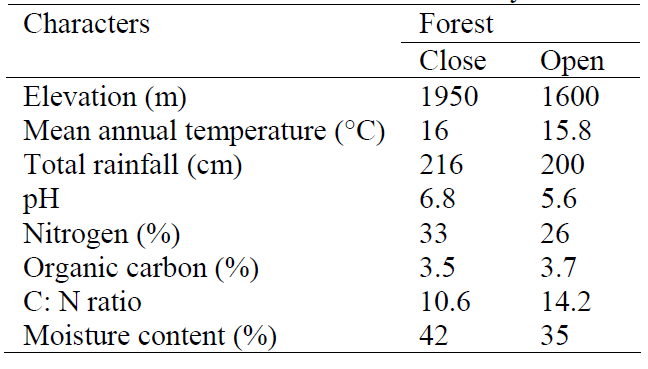 Characters Forest
Close Open
Elevation (m) 1950 1600
Mean annual temperature (°C) 16 15.8
Total rainfall (cm) 216 200
pH 6.8 5.6
Nitrogen (%) 33 26
Organic carbon (%) 3.5 3.7
C: N ratio 10.6 14.2
Moisture content (%) 42 35